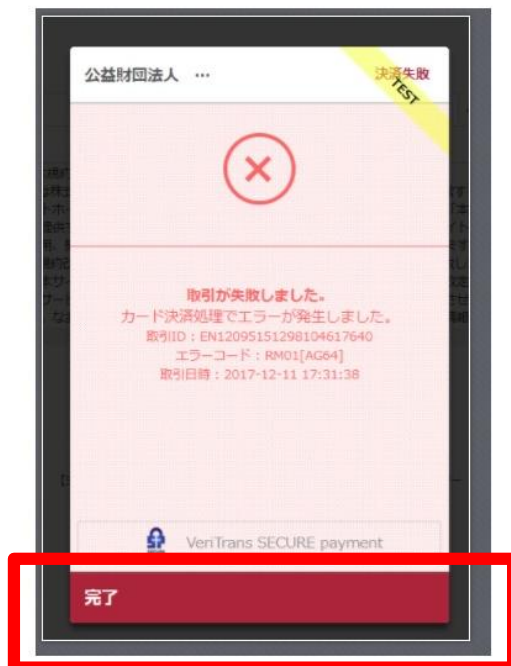 公益財団法人 …
決済失敗
TEST
取引が失敗しました。
カード決済処理でエラーが発生しました。
取引ID：EN12095151298104617640
エラーコード：RM01[AG64]
取引日時：2017-12-11 17:31:38
VeriTrans SECURE payment
完了